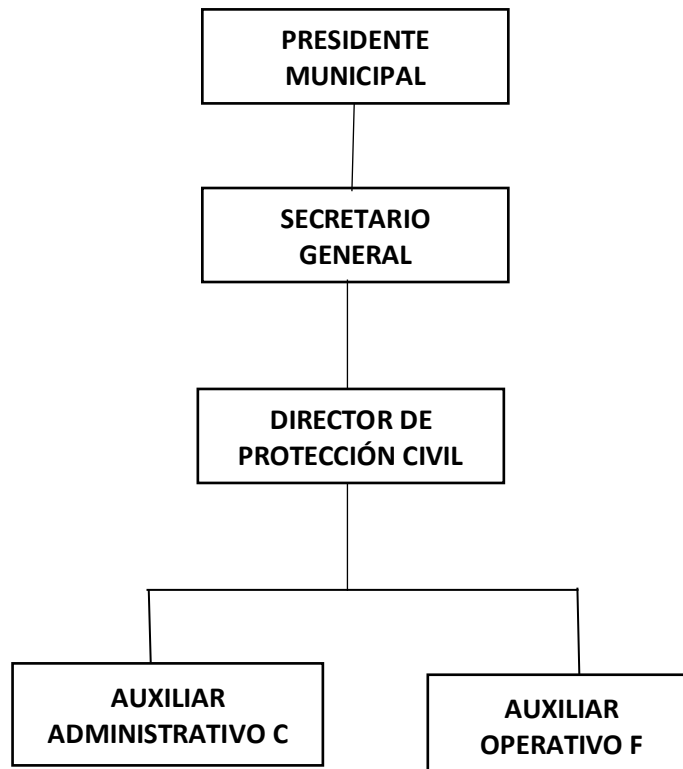 PRESIDENTE
MUNICIPAL
SECRETARIO
GENERAL
DIRECTOR DE
PROTECCIÓN CIVIL
AUXILIAR
ADMINISTRATIVO C
AUXILIAR
OPERATIVO F